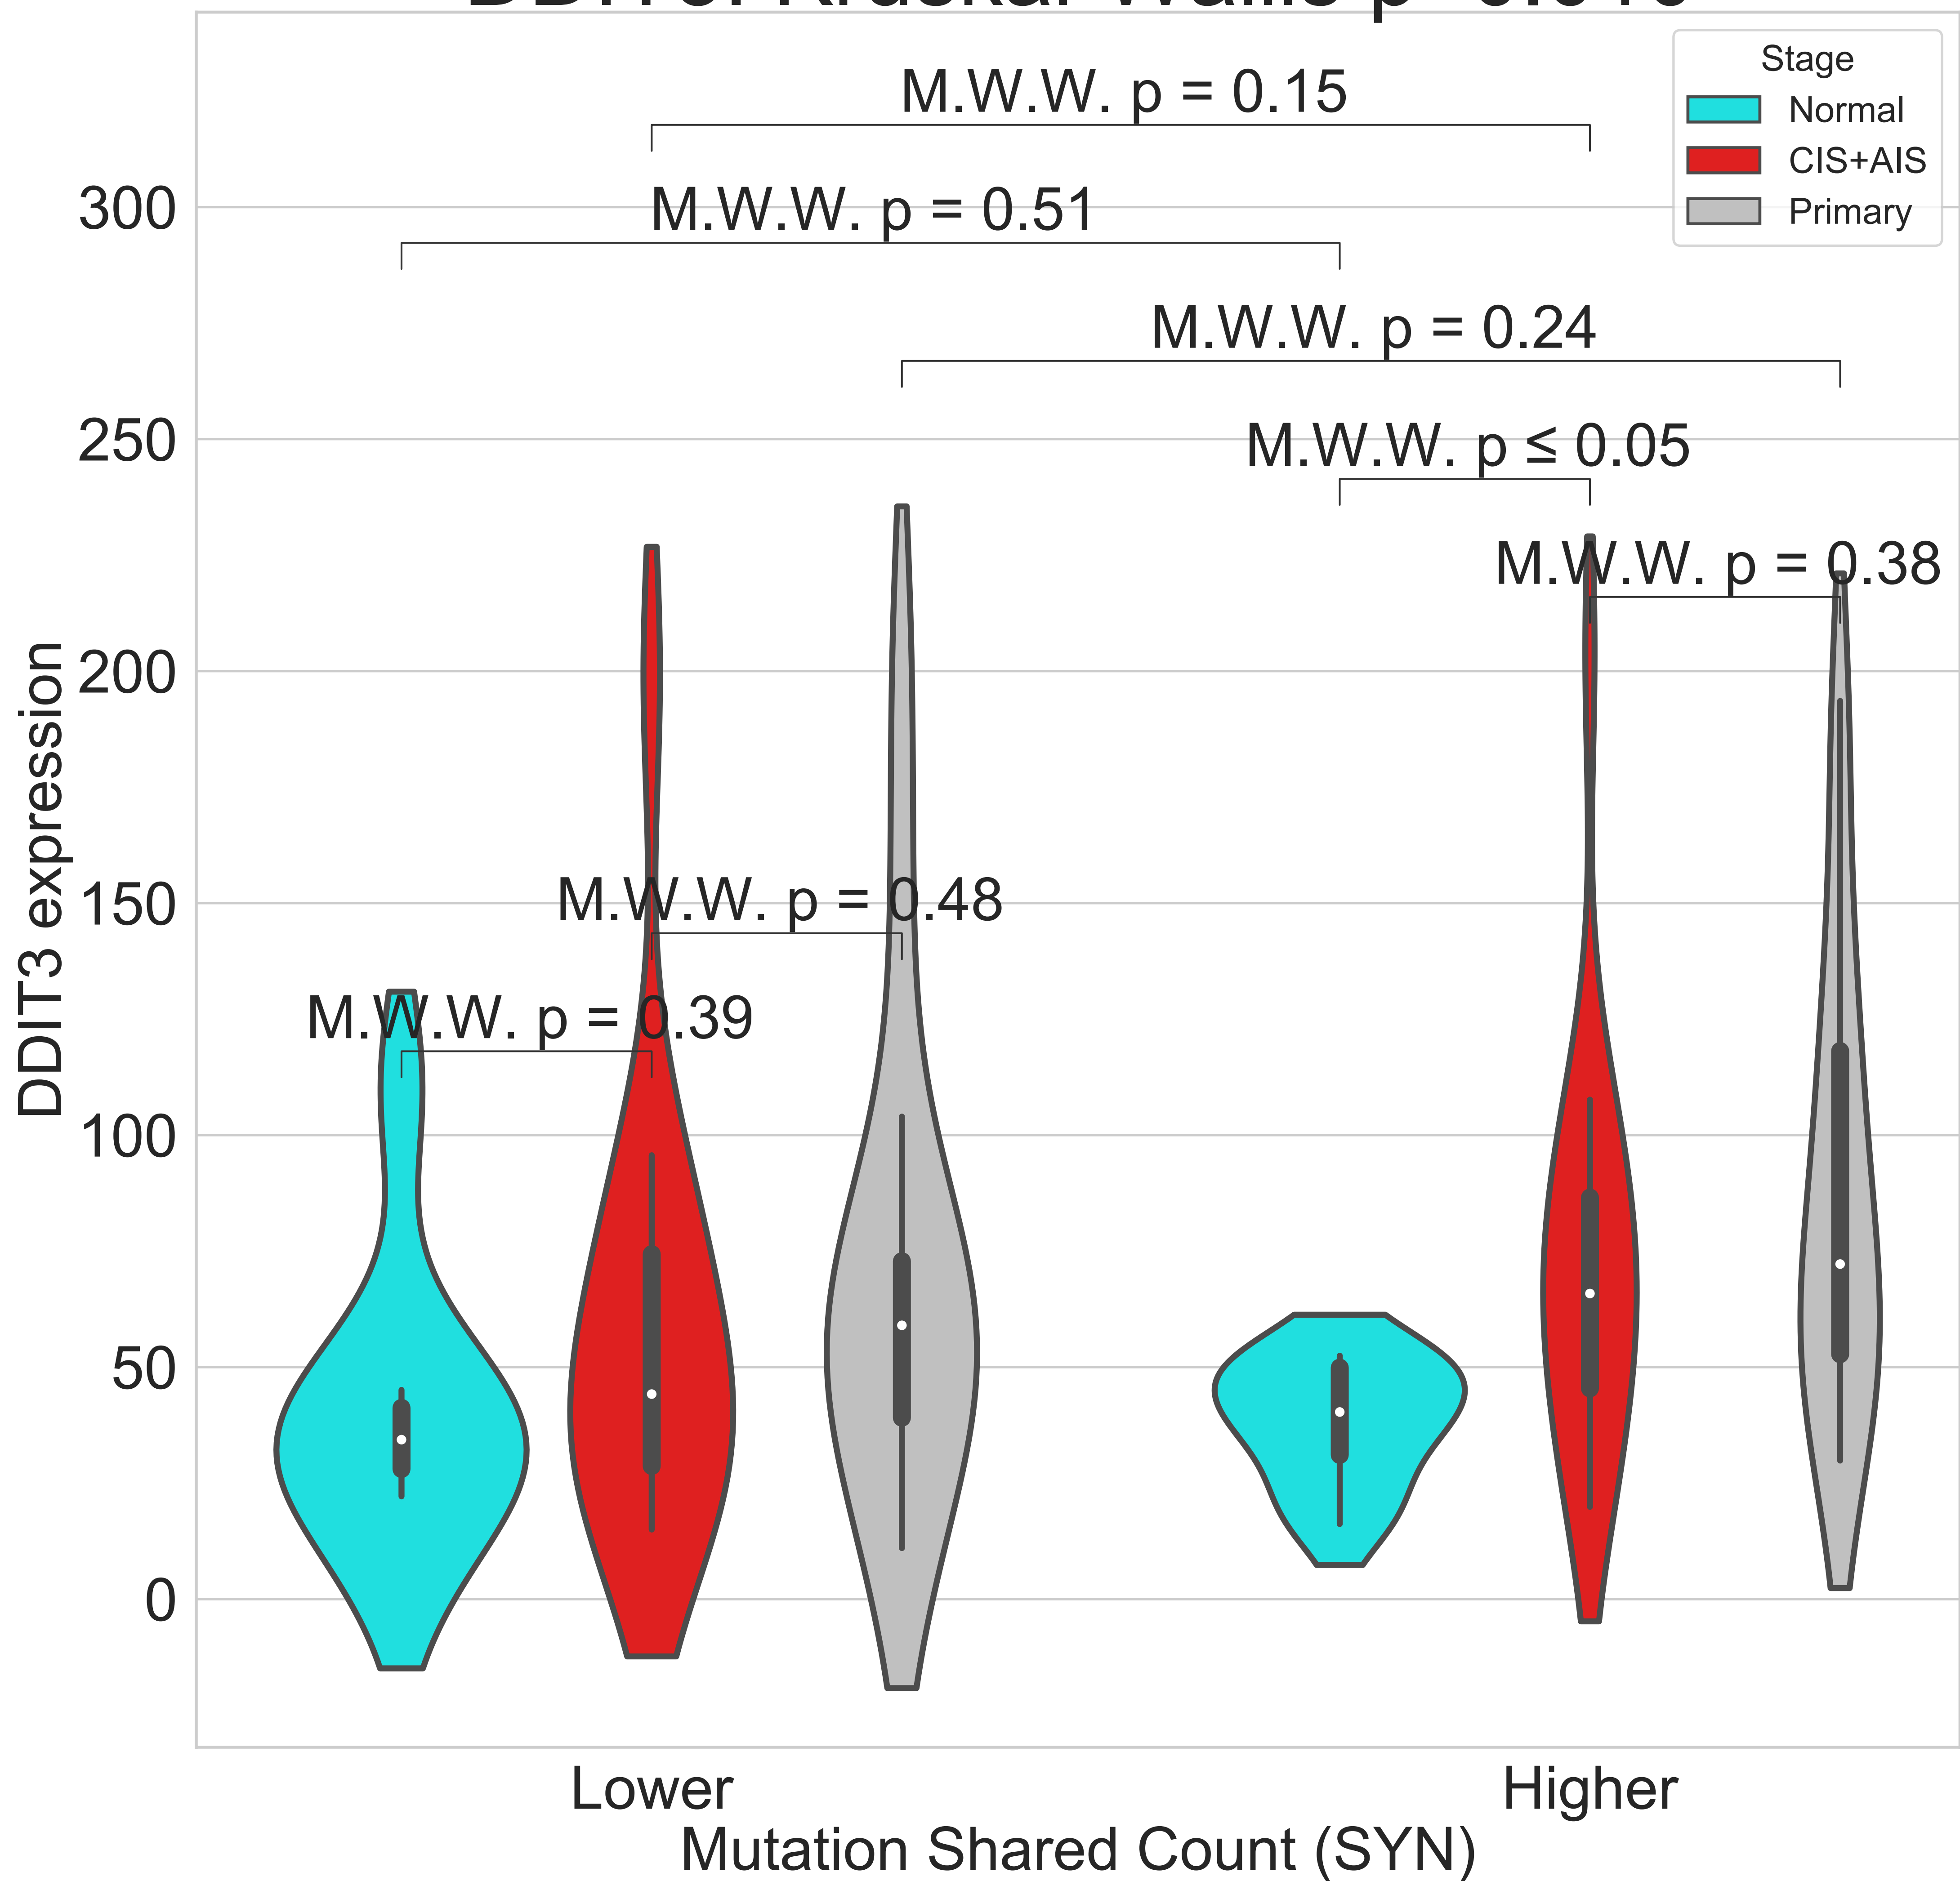 Stage
Normal
CIS+AIS
Primary
M.W.W. p = 0.15
M.W.W. p = 0.51
M.W.W. p = 0.24
M.W.W. p ≤ 0.05
M.W.W. p = 0.38
M.W.W. p = 0.48
M.W.W. p = 0.39
300
250
200
150
100
50
0
DDIT3 expression
Lower
Higher
Mutation Shared Count (SYN)